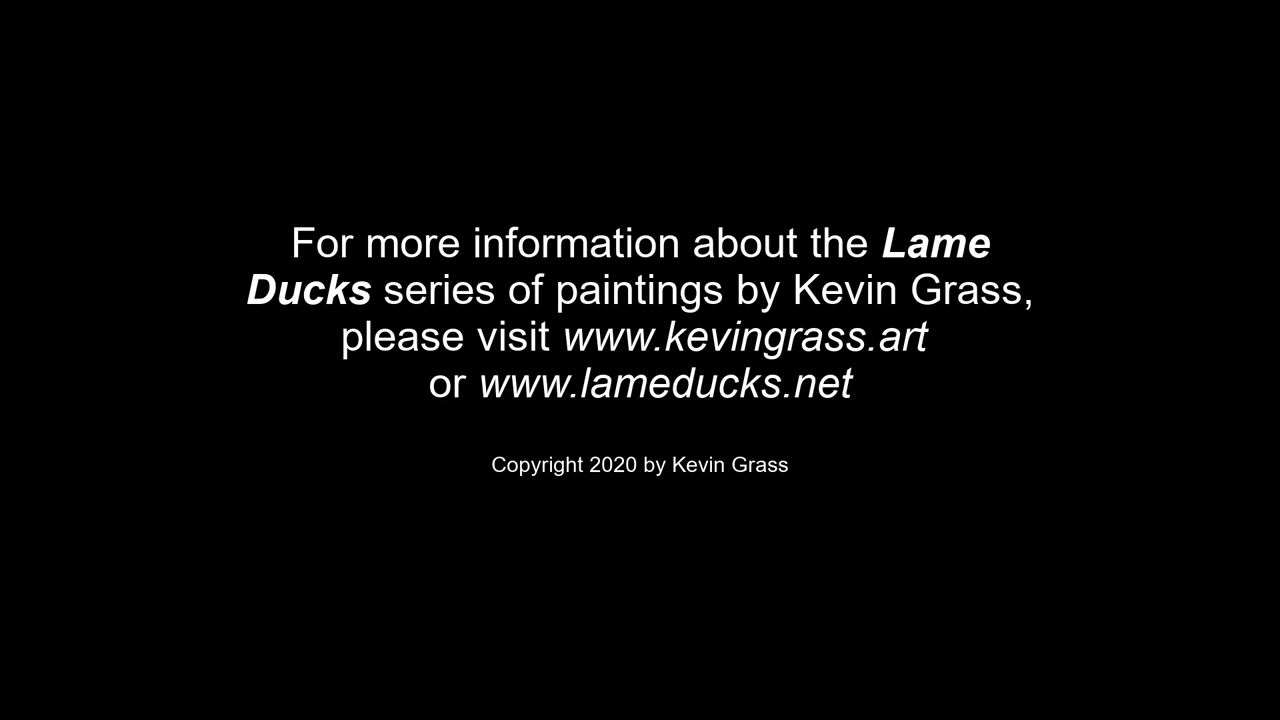 For more information about the Lame
Ducks series of paintings by Kevin Grass,
please visit www.kevingrass.art
or www.lameducks.net
Copyright 2020 by Kevin Grass